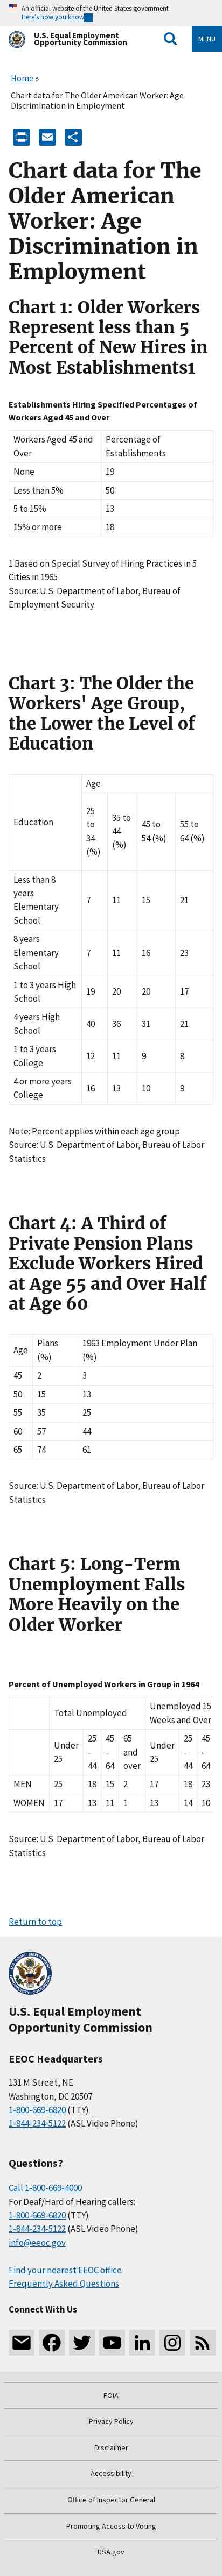 An official website of the United States government
Here's how you know
U.S. Equal Employment
Opportunity Commission
MENU
Home »
Chart data for The Older American Worker: Age
Discrimination in Employment
Chart data for The
Older American
Worker: Age
Discrimination in
Employment
Chart 1: Older Workers
Represent less than 5
Percent of New Hires in
Most Establishments1
Establishments Hiring Specified Percentages of
Workers Aged 45 and Over
Workers Aged 45 and Percentage of
Over Establishments
None 19
Less than 5% 50
5 to 15% 13
15% or more 18
1 Based on Special Survey of Hiring Practices in 5
Cities in 1965
Source: U.S. Department of Labor, Bureau of
Employment Security
Chart 3: The Older the
Workers' Age Group,
the Lower the Level of
Education
Education
Age
25
to
34
(%)
35 to
44
(%)
45 to
54 (%)
55 to
64 (%)
Less than 8
years
Elementary
School
7 11 15 21
8 years
Elementary
School
7 11 16 23
1 to 3 years High
School
19 20 20 17
4 years High
School
40 36 31 21
1 to 3 years
College
12 11 9 8
4 or more years
College
16 13 10 9
Note: Percent applies within each age group
Source: U.S. Department of Labor, Bureau of Labor
Statistics
Chart 4: A Third of
Private Pension Plans
Exclude Workers Hired
at Age 55 and Over Half
at Age 60
Age
Plans
(%)
1963 Employment Under Plan
(%)
45 2 3
50 15 13
55 35 25
60 57 44
65 74 61
Source: U.S. Department of Labor, Bureau of Labor
Statistics
Chart 5: Long-Term
Unemployment Falls
More Heavily on the
Older Worker
Percent of Unemployed Workers in Group in 1964
Total Unemployed
Unemployed 15
Weeks and Over
Under
25
25
-
44
45
-
64
65
and
over
Under
25
25
-
44
45
-
64
MEN 25 18 15 2 17 18 23
WOMEN 17 13 11 1 13 14 10
Source: U.S. Department of Labor, Bureau of Labor
Statistics
Return to top
U.S. Equal Employment
Opportunity Commission
EEOC Headquarters
131 M Street, NE
Washington, DC 20507
1-800-669-6820 (TTY)
1-844-234-5122 (ASL Video Phone)
Questions?
Call 1-800-669-4000
For Deaf/Hard of Hearing callers:
1-800-669-6820 (TTY)
1-844-234-5122 (ASL Video Phone)
info@eeoc.gov
Find your nearest EEOC office
Frequently Asked Questions
Connect With Us
FOIA
Privacy Policy
Disclaimer
Accessibility
Office of Inspector General
Promoting Access to Voting
USA.gov